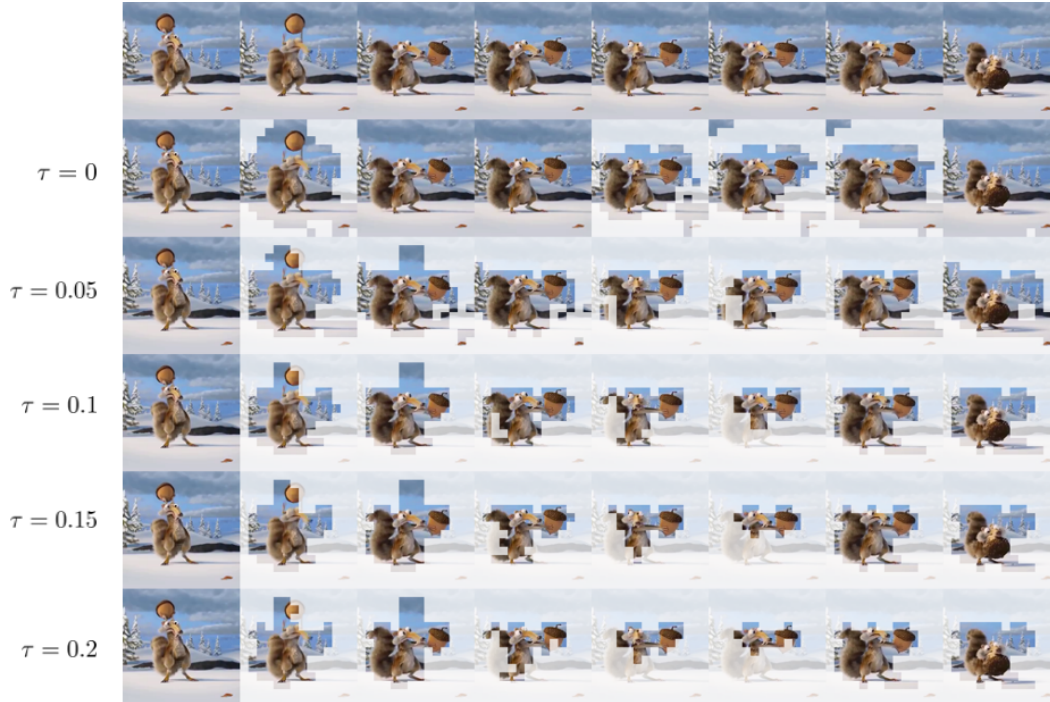 τ = 0
τ = 0.05
τ = 0.1
τ = 0.15
τ = 0.2